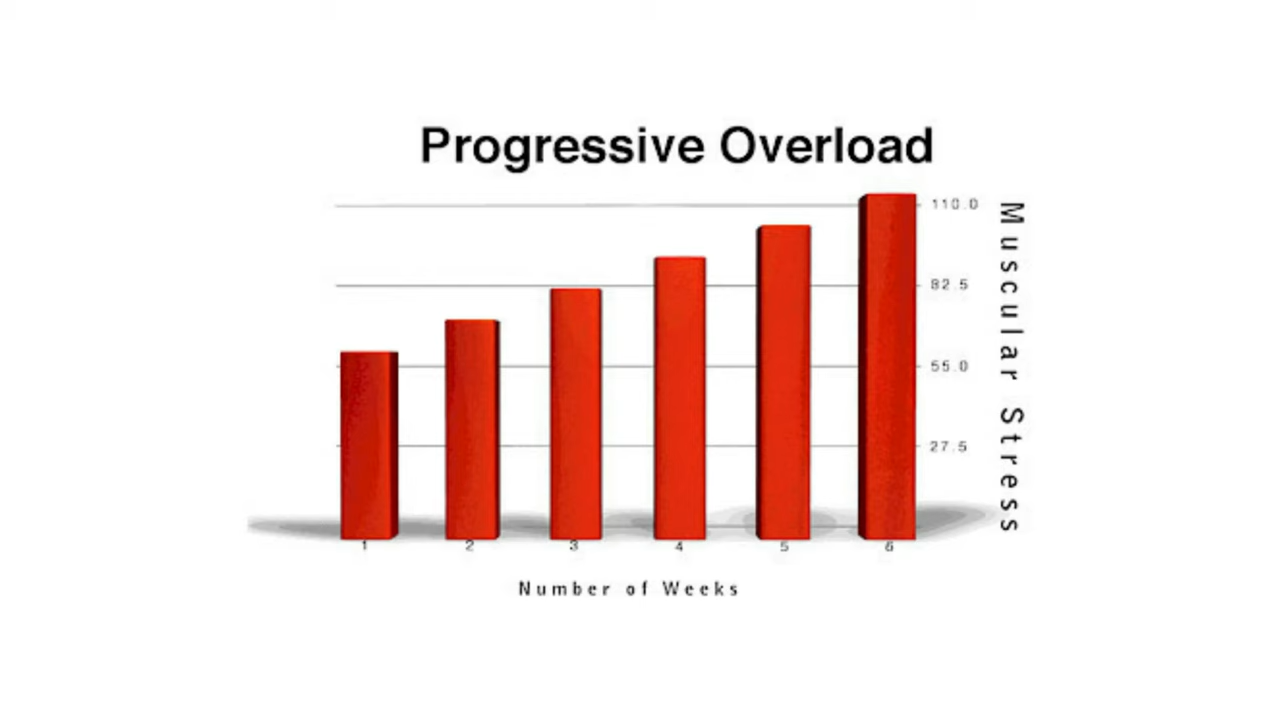 Progressive Overload
110.0
82.5
55.0
27.5
Muscular Stress
1 2 3 4 5 6
Number of Weeks